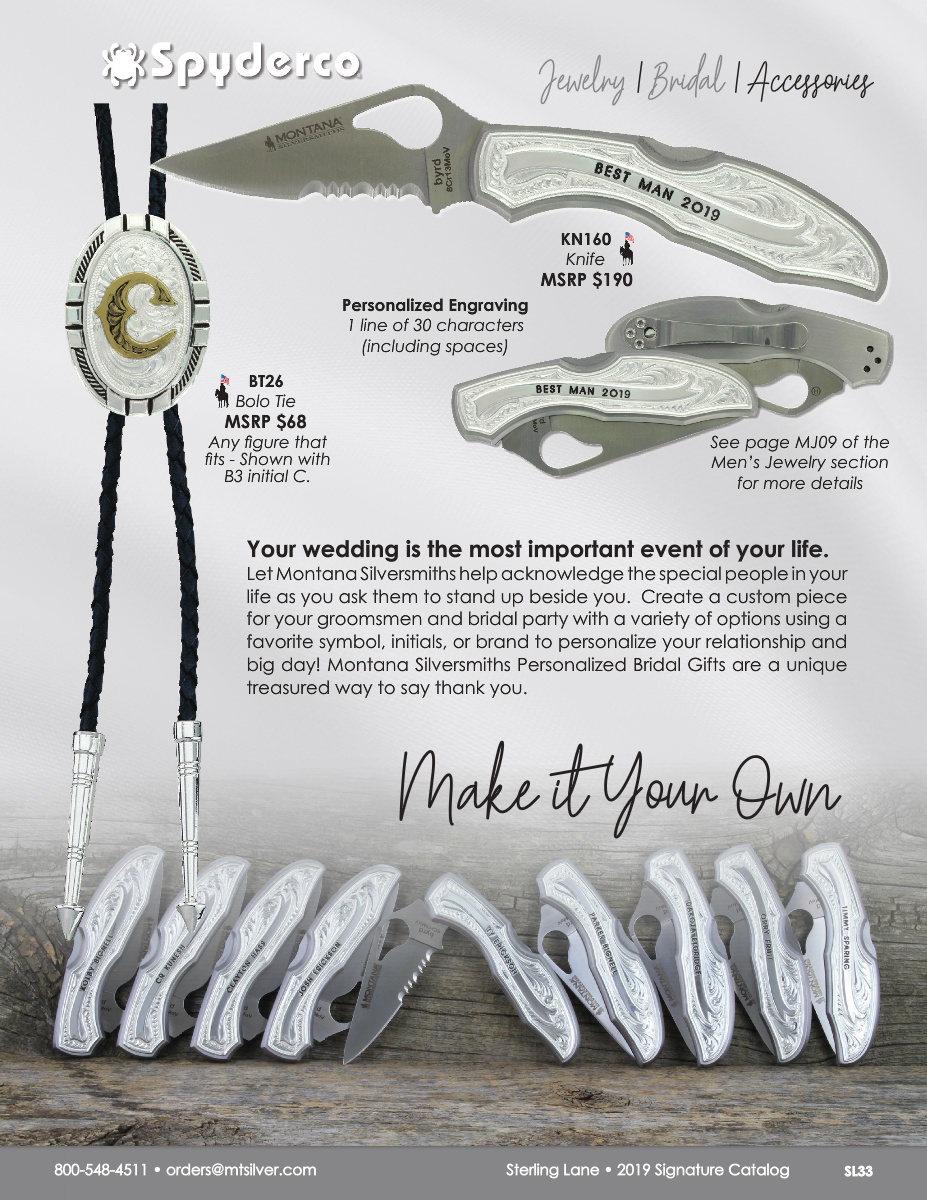 Spyderco
Jewelry | Bridal | Accessories
MONTANA
SILVERSMITHS
byrd
8Cr13MoV
BEST MAN 2019
KN160
Knife
MSRP $190
Personalized Engraving
1 line of 30 characters
(including spaces)
C
BEST MAN 2019
BT26
Bolo Tie
MSRP $68
Any figure that
fits - Shown with
B3 initial C.
See page MJ09 of the
Men's Jewelry section
for more details
Your wedding is the most important event of your life.
Let Montana Silversmiths help acknowledge the special people in your
life as you ask them to stand up beside you. Create a custom piece
for your groomsmen and bridal party with a variety of options using a
favorite symbol, initials, or brand to personalize your relationship and
big day! Montana Silversmiths Personalized Bridal Gifts are a unique
treasured way to say thank you.
Make it Your Own
CLAYTON HASS
JOSH ERICKSON
TY ERICKSON
MONTANA
JIMMY SPARING
800-548-4511 • orders@mtsilver.com
Sterling Lane • 2019 Signature Catalog
SL33